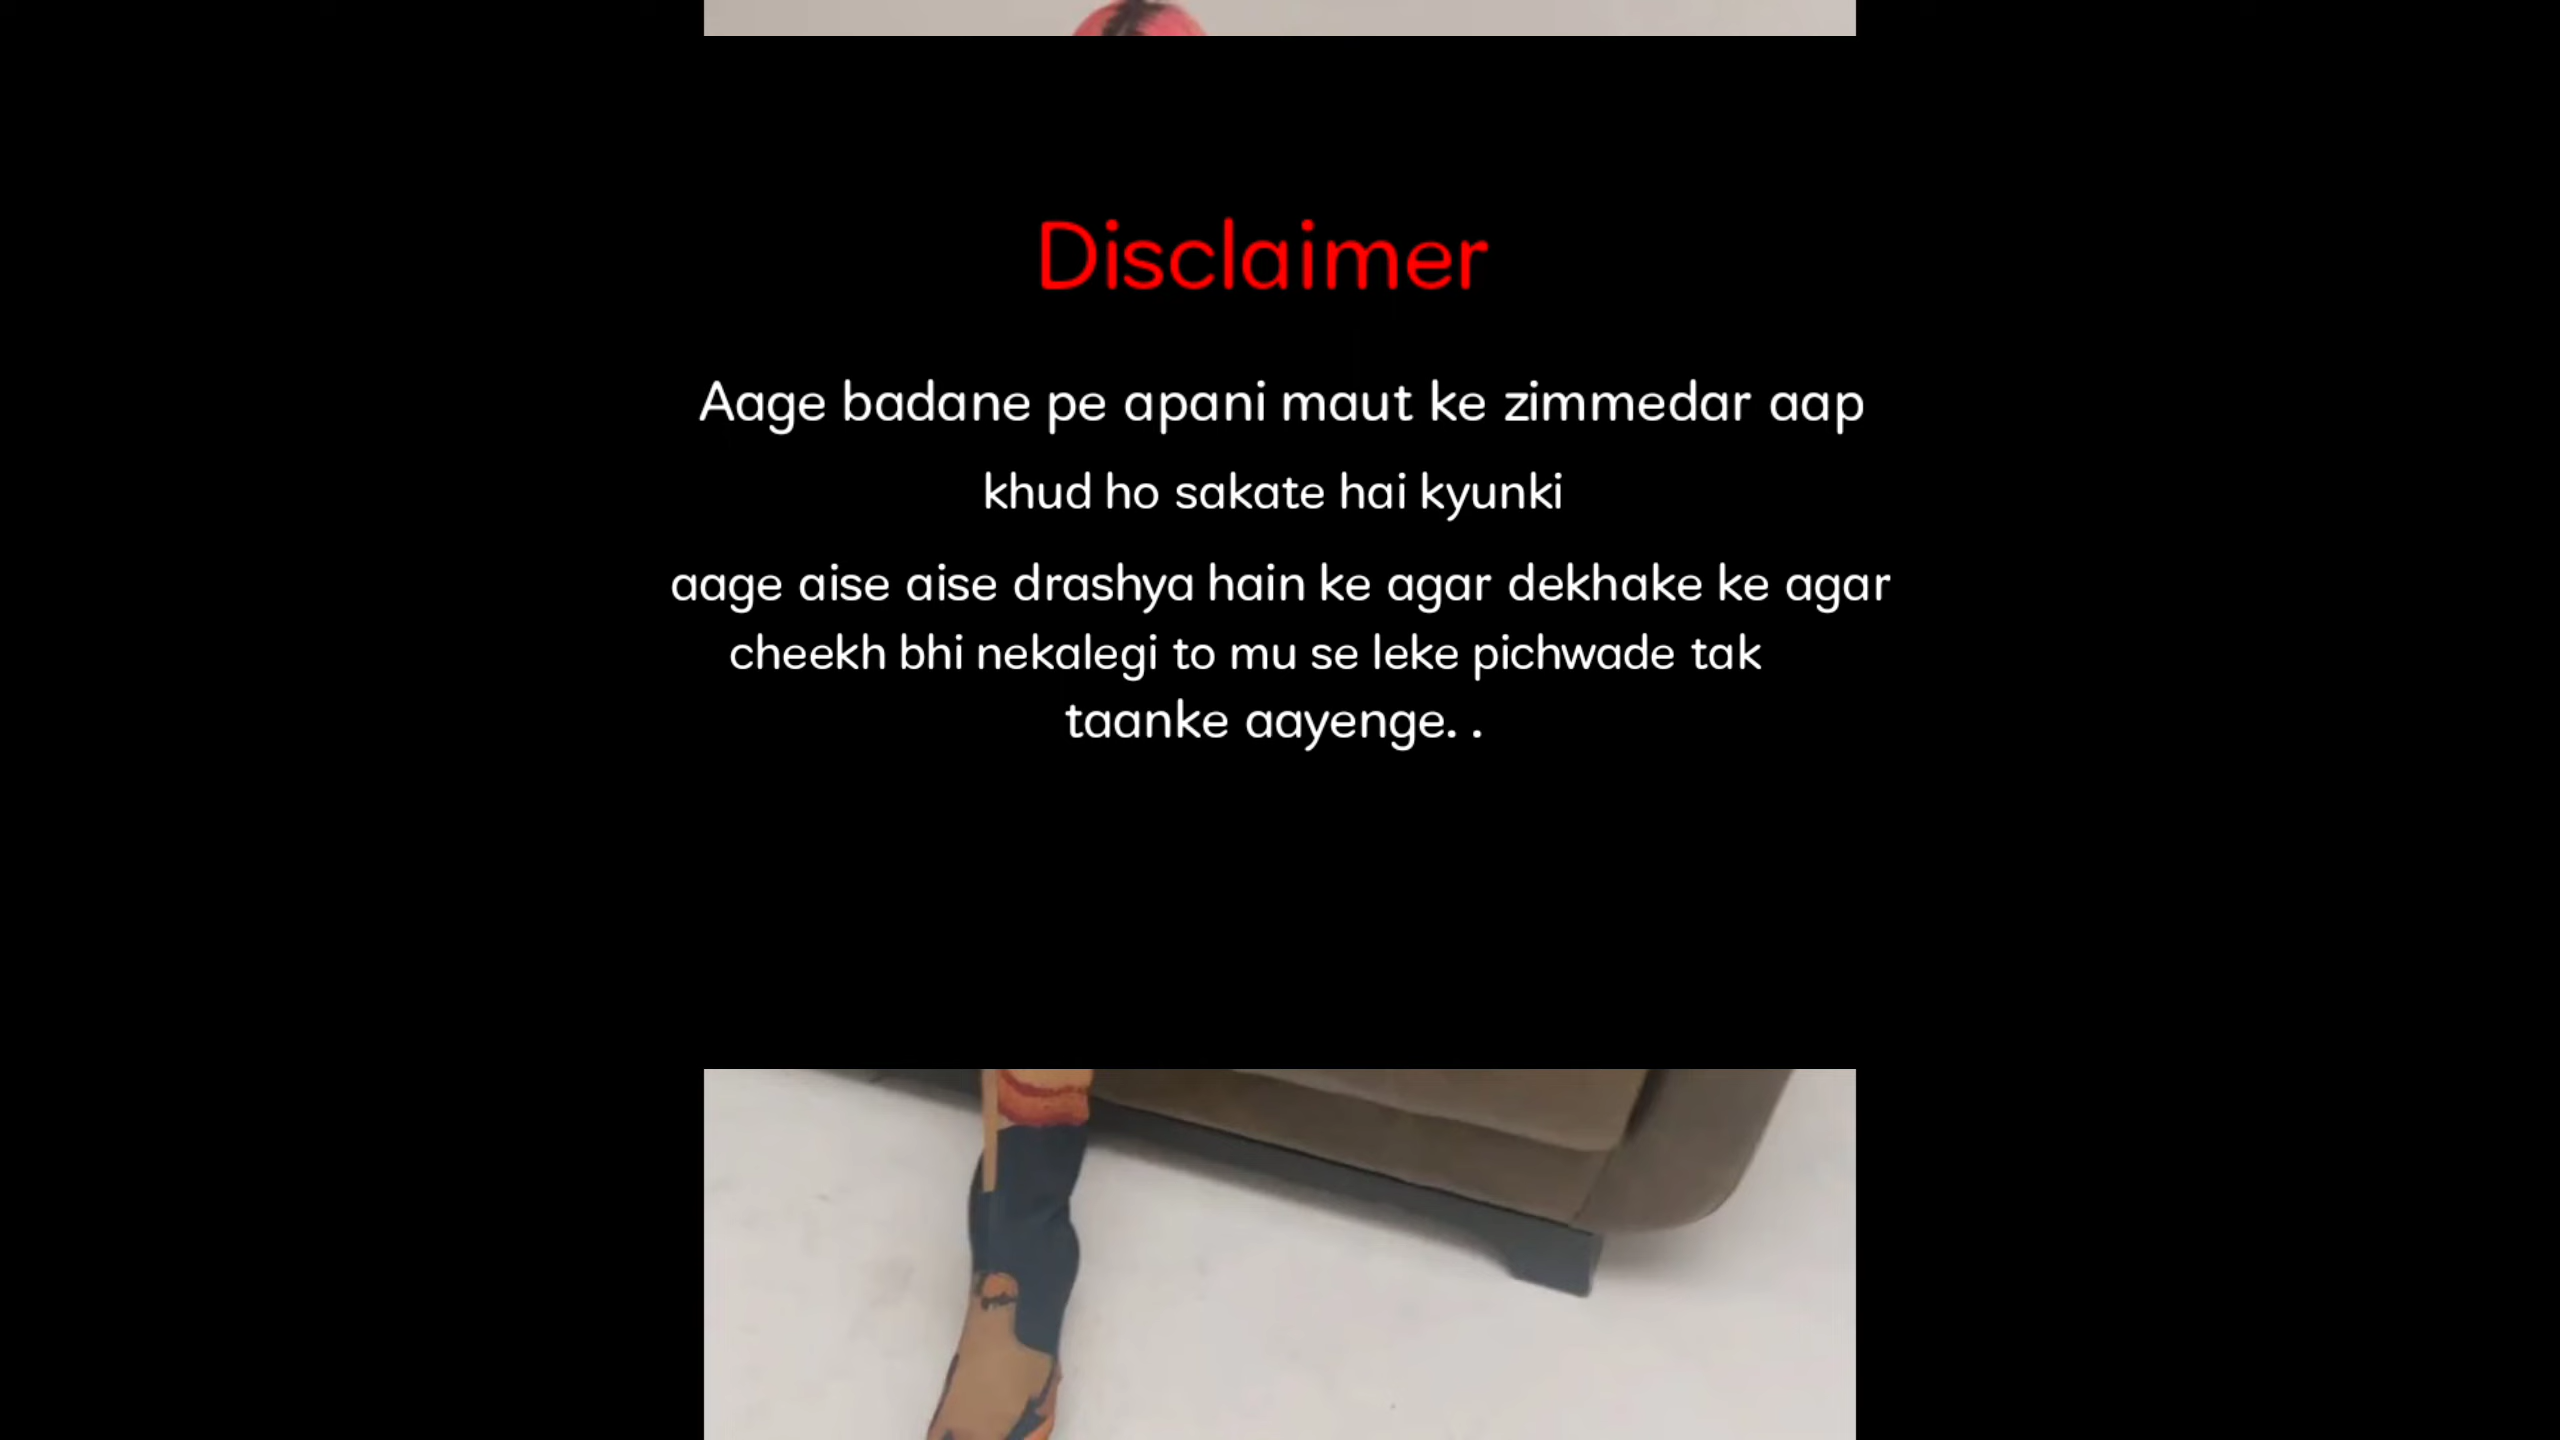 Disclaimer
Aage badane pe apani maut ke zimmedar aap
khud ho sakate hai kyunki
aage aise aise drashya hain ke agar dekhake ke agar
cheekh bhi nekalegi to mu se leke pichwade tak
taanke aayenge. .